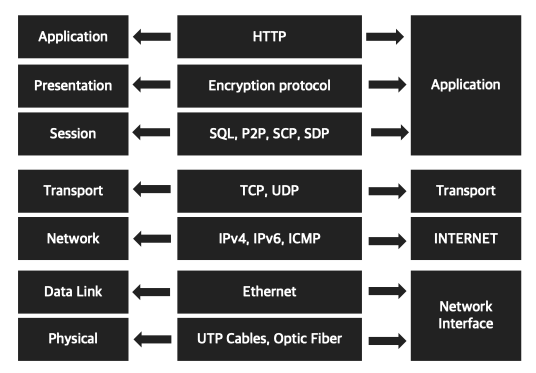 Application
HTTP
Application
Presentation
Encryption protocol
Session
SQL, P2P, SCP, SDP
Transport
TCP, UDP
Transport
Network
IPv4, IPv6, ICMP
INTERNET
Data Link
Ethernet
Network
Interface
Physical
UTP Cables, Optic Fiber